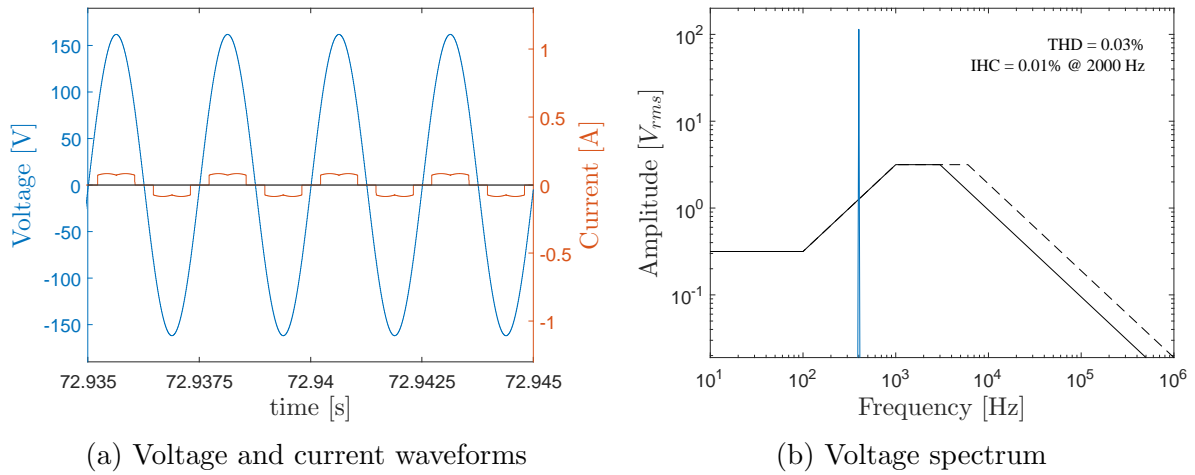 150
100
50
0
-50
-100
-150
Voltage [V]
1
0.5
0
-0.5
-1
Current [A]
72.935 72.9375 72.94 72.9425 72.945
time [s]
(a) Voltage and current waveforms
10^2
10^1
10^0
10^-1
Amplitude [V_rms]
THD = 0.03%
IHC = 0.01% @ 2000 Hz
10^1 10^2 10^3 10^4 10^5 10^6
Frequency [Hz]
(b) Voltage spectrum